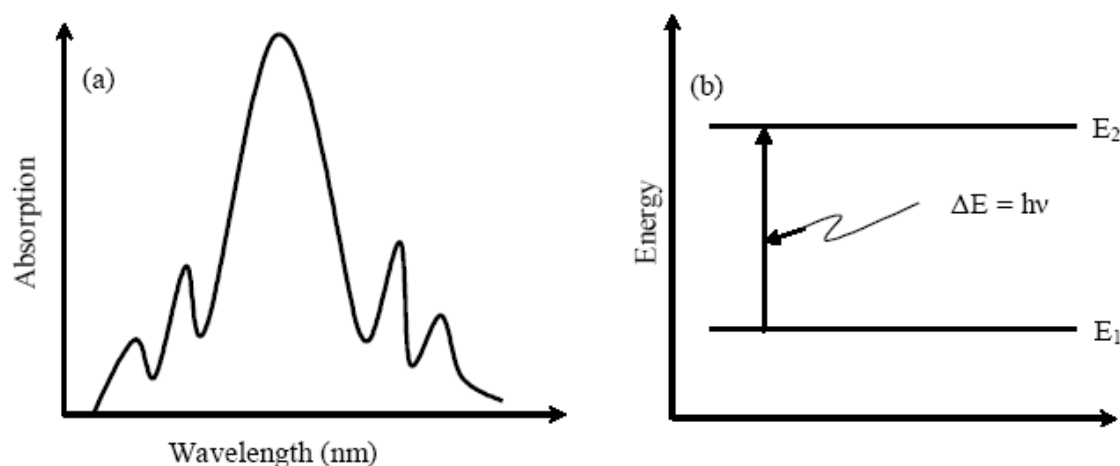 (a)
Absorption
Wavelength (nm)
(b)
Energy
E₂
ΔE = hν
E₁